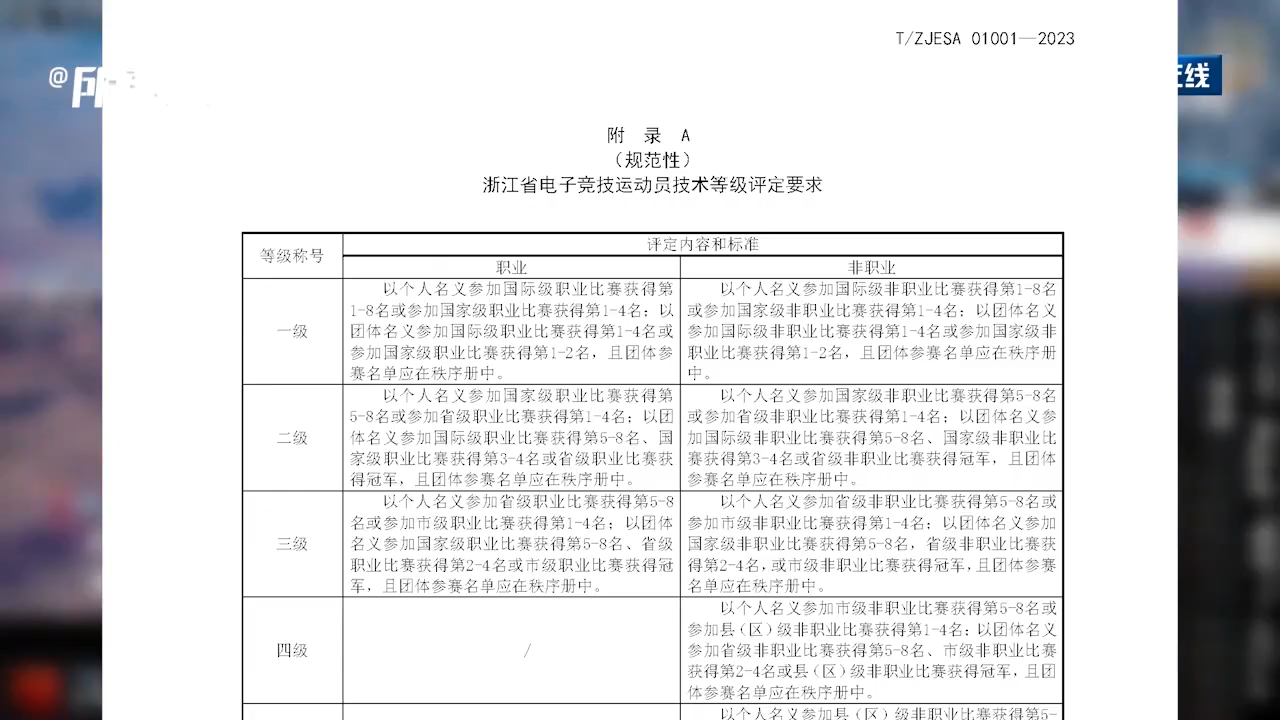 T/ZJESA 01001—2023
@
线
附 录 A
（规范性）
浙江省电子竞技运动员技术等级评定要求
等级称号
评定内容和标准
职业
非职业
一级
以个人名义参加国际级职业比赛获得第
1-8名或参加国家级职业比赛获得第1-4名；以
团体名义参加国际级职业比赛获得第1-4名或
参加国家级职业比赛获得第1-2名，且团体参
赛名单应在秩序册中。
以个人名义参加国际级非职业比赛获得第1-8名
或参加国家级非职业比赛获得第1-4名；以团体名义
参加国际级非职业比赛获得第1-4名或参加国家级非
职业比赛获得第1-2名，且团体参赛名单应在秩序册
中。
二级
以个人名义参加国家级职业比赛获得第
5-8名或参加省级职业比赛获得第1-4名；以团
体名义参加国际级职业比赛获得第5-8名、国
家级职业比赛获得第3-4名或省级职业比赛获
得冠军，且团体参赛名单应在秩序册中。
以个人名义参加国家级非职业比赛获得第5-8名
或参加省级非职业比赛获得第1-4名；以团体名义参
加国际级非职业比赛获得第5-8名、国家级非职业比
赛获得第3-4名或省级非职业比赛获得冠军，且团体
参赛名单应在秩序册中。
三级
以个人名义参加省级职业比赛获得第5-8
名或参加市级职业比赛获得第1-4名；以团体
名义参加国家级职业比赛获得第5-8名、省级
职业比赛获得第2-4名或市级职业比赛获得冠
军，且团体参赛名单应在秩序册中。
以个人名义参加省级非职业比赛获得第5-8名或
参加市级非职业比赛获得第1-4名；以团体名义参加
国家级非职业比赛获得第5-8名，省级非职业比赛获
得第2-4名，或市级非职业比赛获得冠军，且团体参赛
名单应在秩序册中。
四级
/
以个人名义参加市级非职业比赛获得第5-8名或
参加县（区）级非职业比赛获得第1-4名；以团体名义
参加省级非职业比赛获得第5-8名、市级非职业比赛
获得第2-4名或县（区）级非职业比赛获得冠军，且团
体参赛名单应在秩序册中。
以个人名义参加县（区）级非职业比赛获得第5-